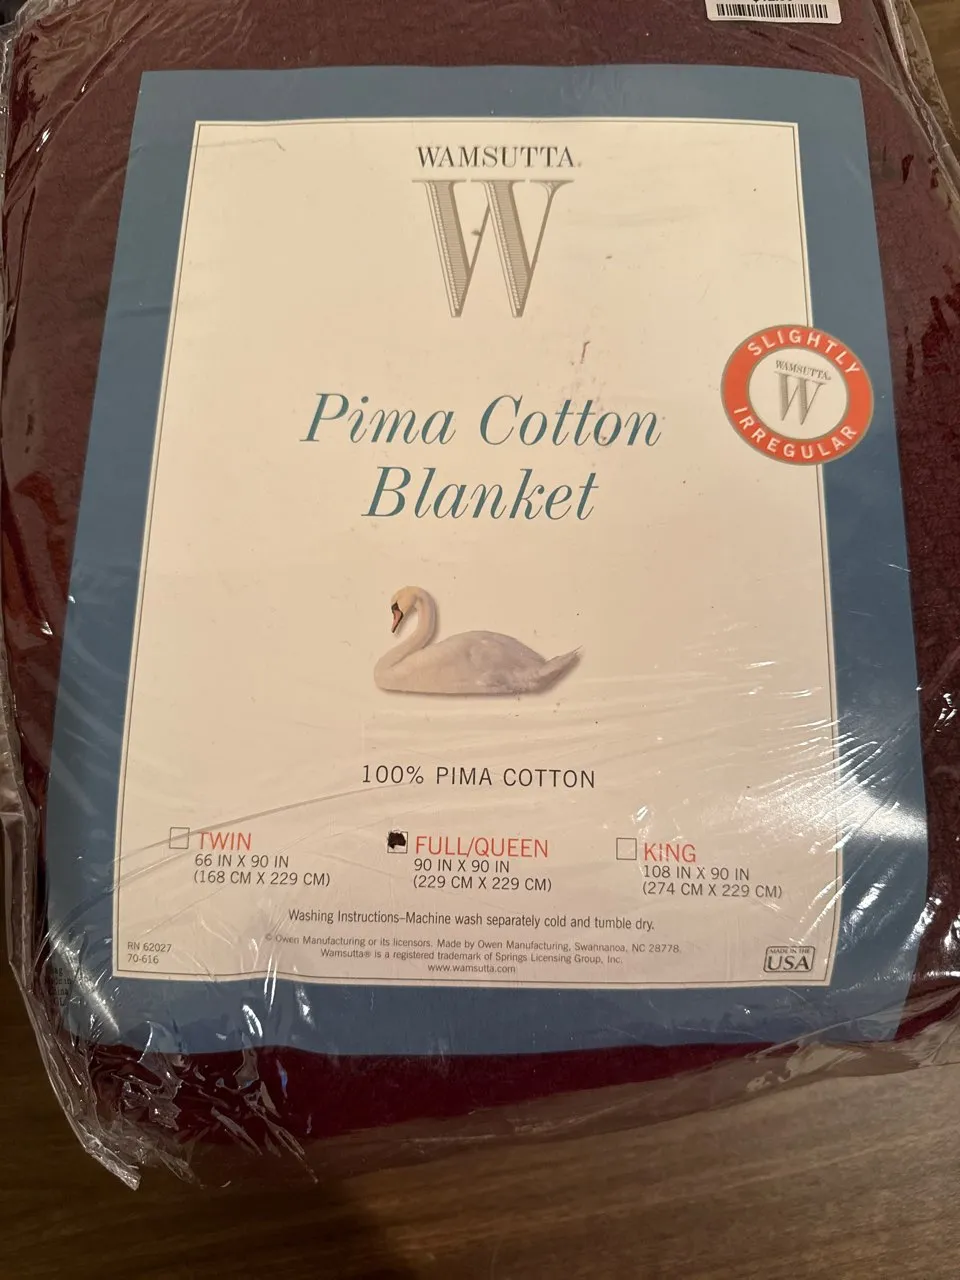 WAMSUTTA®
W
SLIGHTLY
WAMSUTTA®
W
IRREGULAR
Pima Cotton
Blanket
100% PIMA COTTON
TWIN
66 IN X 90 IN
(168 CM X 229 CM)
FULL/QUEEN
90 IN X 90 IN
(229 CM X 229 CM)
KING
108 IN X 90 IN
(274 CM X 229 CM)
Washing Instructions–Machine wash separately cold and tumble dry.
© Owen Manufacturing or its licensors. Made by Owen Manufacturing, Swannanoa, NC 28778.
Wamsutta® is a registered trademark of Springs Licensing Group, Inc.
www.wamsutta.com
RN 62027
70-616
MADE IN THE
USA